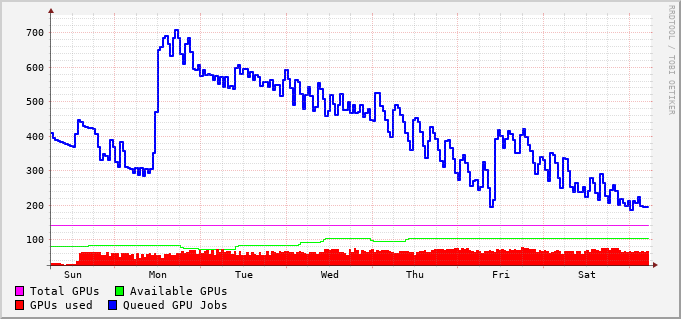 RRDTOOL / TOBI OETIKER
700
600
500
400
300
200
100
Sun Mon Tue Wed Thu Fri Sat
Total GPUs Available GPUs
GPUs used Queued GPU Jobs